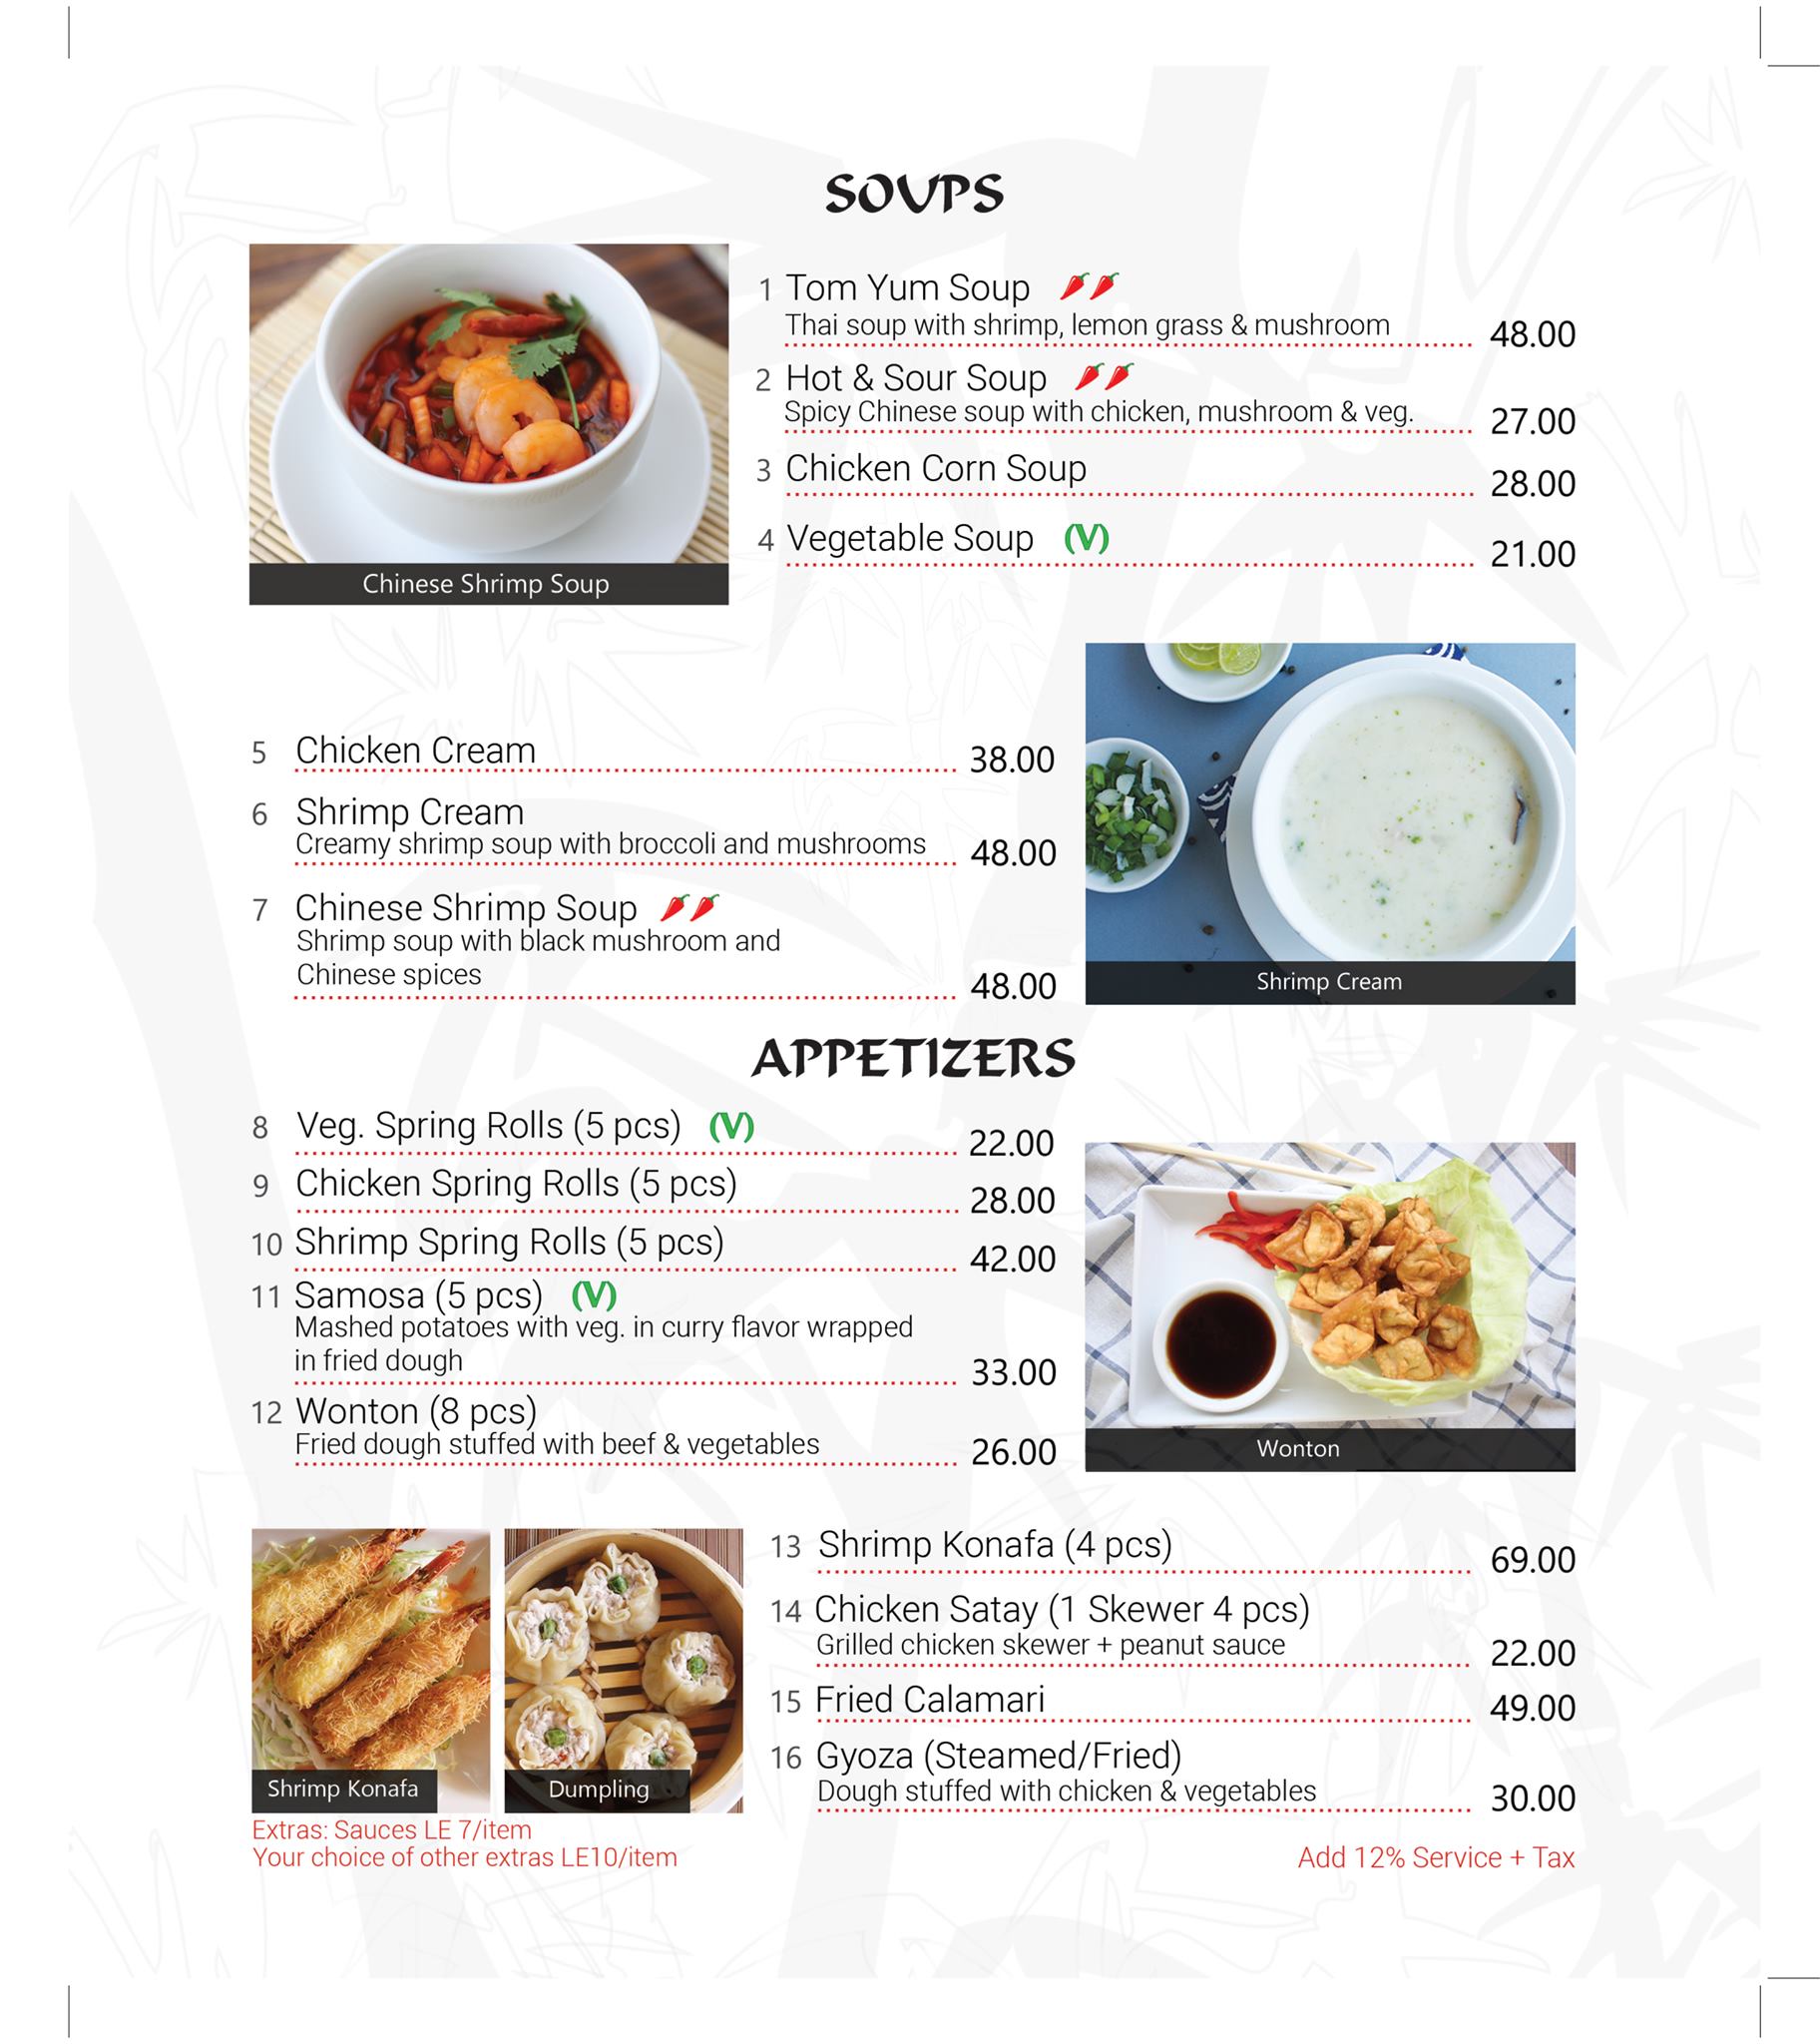 SOUPS
1 Tom Yum Soup
Thai soup with shrimp, lemon grass & mushroom
48.00
2 Hot & Sour Soup
Spicy Chinese soup with chicken, mushroom & veg.
27.00
3 Chicken Corn Soup
28.00
4 Vegetable Soup (V)
21.00
Chinese Shrimp Soup
5 Chicken Cream
38.00
6 Shrimp Cream
Creamy shrimp soup with broccoli and mushrooms
48.00
7 Chinese Shrimp Soup
Shrimp soup with black mushroom and
Chinese spices
48.00
Shrimp Cream
APPETIZERS
8 Veg. Spring Rolls (5 pcs) (V)
22.00
9 Chicken Spring Rolls (5 pcs)
28.00
10 Shrimp Spring Rolls (5 pcs)
42.00
11 Samosa (5 pcs) (V)
Mashed potatoes with veg. in curry flavor wrapped
in fried dough
33.00
12 Wonton (8 pcs)
Fried dough stuffed with beef & vegetables
26.00
Wonton
13 Shrimp Konafa (4 pcs)
69.00
14 Chicken Satay (1 Skewer 4 pcs)
Grilled chicken skewer + peanut sauce
22.00
15 Fried Calamari
49.00
16 Gyoza (Steamed/Fried)
Dough stuffed with chicken & vegetables
30.00
Shrimp Konafa
Dumpling
Extras: Sauces LE 7/item
Your choice of other extras LE10/item
Add 12% Service + Tax